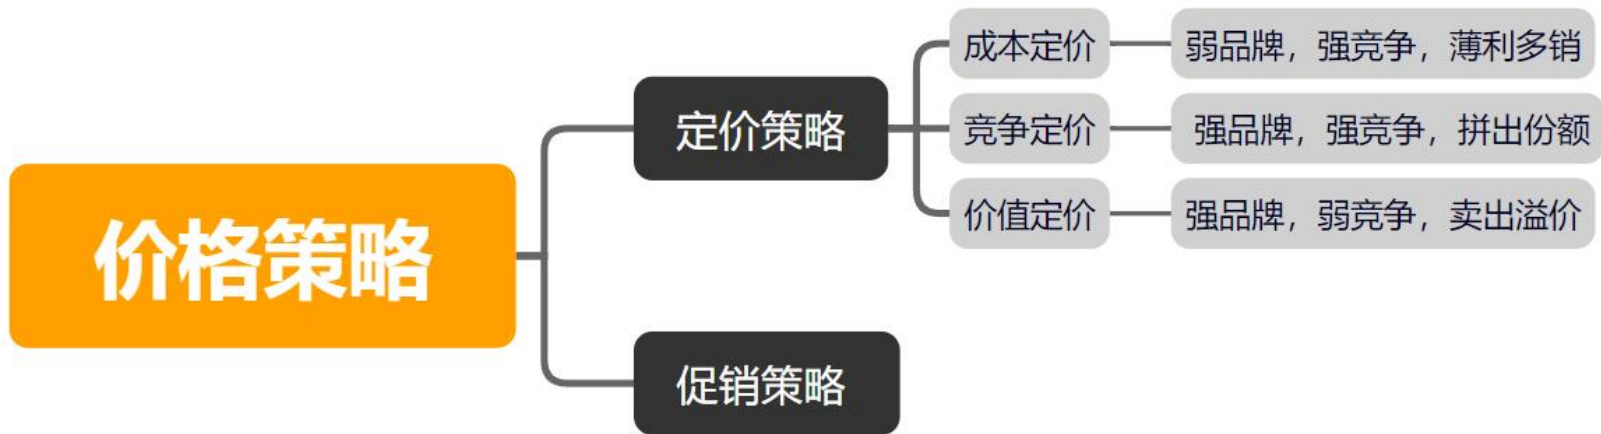 价格策略
定价策略
成本定价
弱品牌，强竞争，薄利多销
竞争定价
强品牌，强竞争，拼出份额
价值定价
强品牌，弱竞争，卖出溢价
促销策略